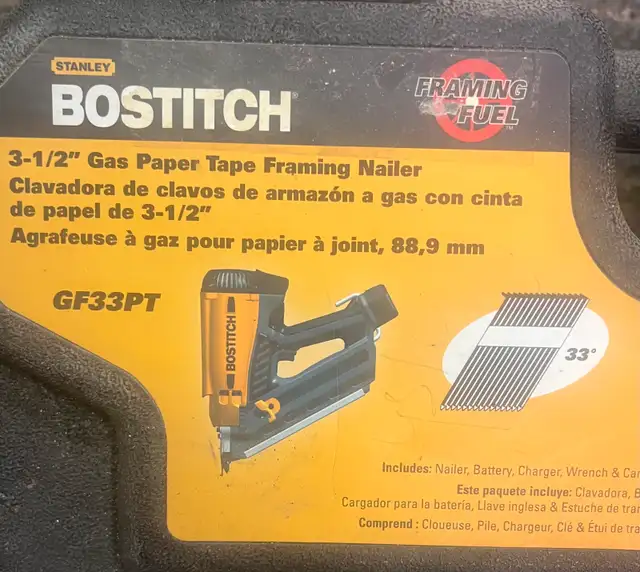 STANLEY
BOSTITCH
FRAMING
FUEL™
3-1/2" Gas Paper Tape Framing Nailer
Clavadora de clavos de armazón a gas con cinta
de papel de 3-1/2"
Agrafeuse à gaz pour papier à joint, 88,9 mm
GF33PT
BOSTITCH
33°
Includes: Nailer, Battery, Charger, Wrench &
Este paquete incluye: Clavadora,
Cargador para la batería, Llave inglesa & Estuche de
Comprend : Cloueuse, Pile, Chargeur, Clé & Étui de